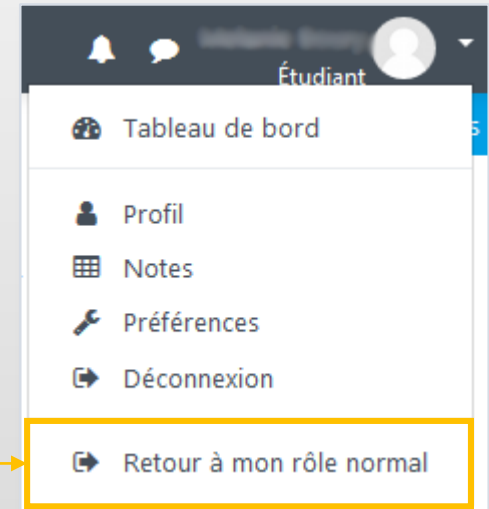 Étudiant
Tableau de bord
s
Profil
Notes
Préférences
Déconnexion
Retour à mon rôle normal